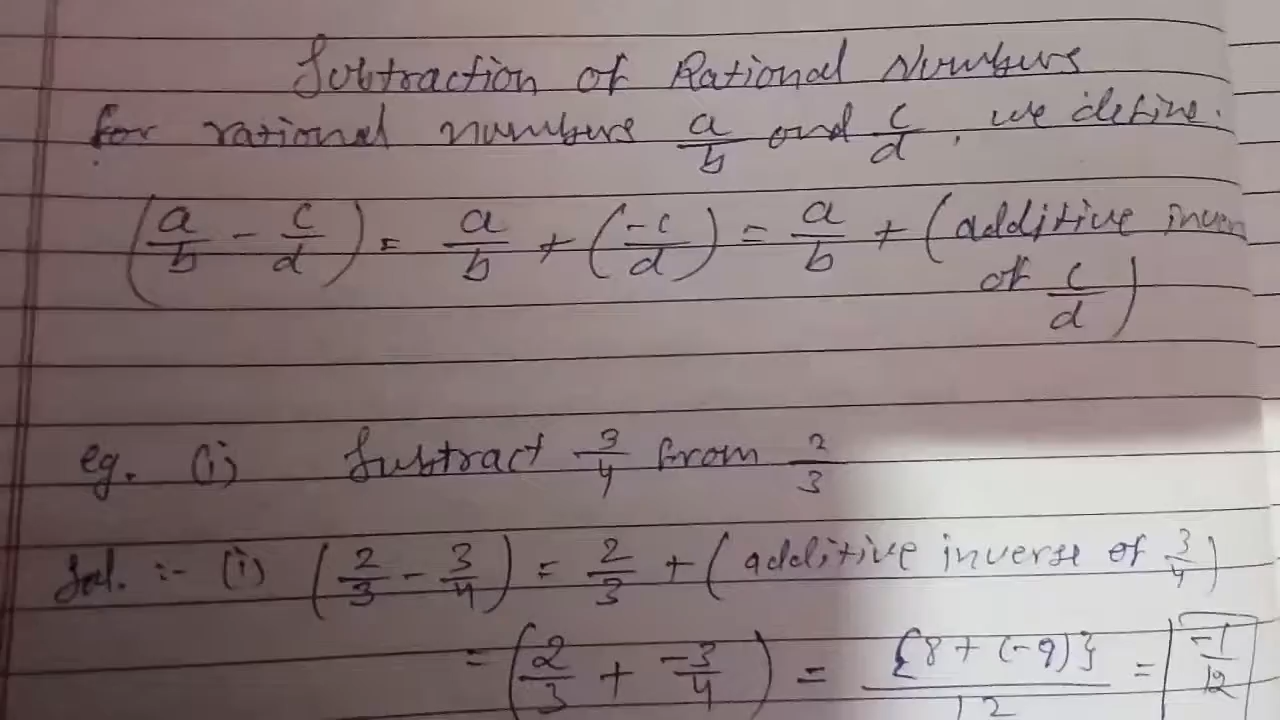 Subtraction of Rational Numbers
for rational numbers a/b and c/d, we define.
(a/b - c/d) = a/b + (-c/d) = a/b + (additive inver
of c/d)
eg. (i) Subtract 3/4 from 2/3
Sol. :- (i) (2/3 - 3/4) = 2/3 + (additive inverse of 3/4)
= (2/3 + -3/4) = {8 + (-9)}/12 = -1/12